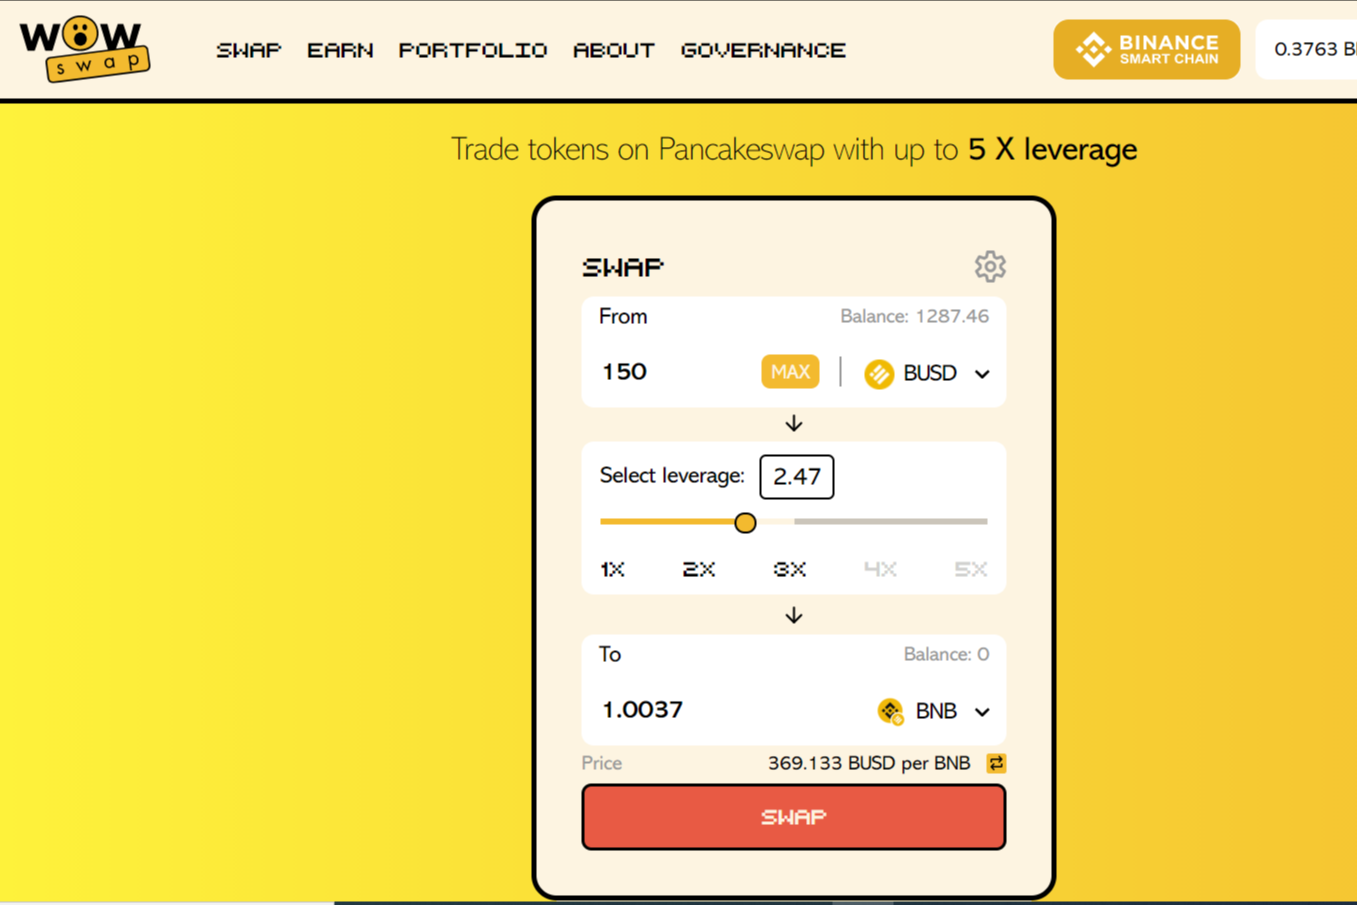 WOW
swap
SWAP EARN PORTFOLIO ABOUT GOVERNANCE
BINANCE
SMART CHAIN
0.3763 B
Trade tokens on Pancakeswap with up to 5 X leverage
SWAP
From Balance: 1287.46
150 MAX BUSD
Select leverage: 2.47
1X 2X 3X 4X 5X
To Balance: 0
1.0037 BNB
Price 369.133 BUSD per BNB
SWAP